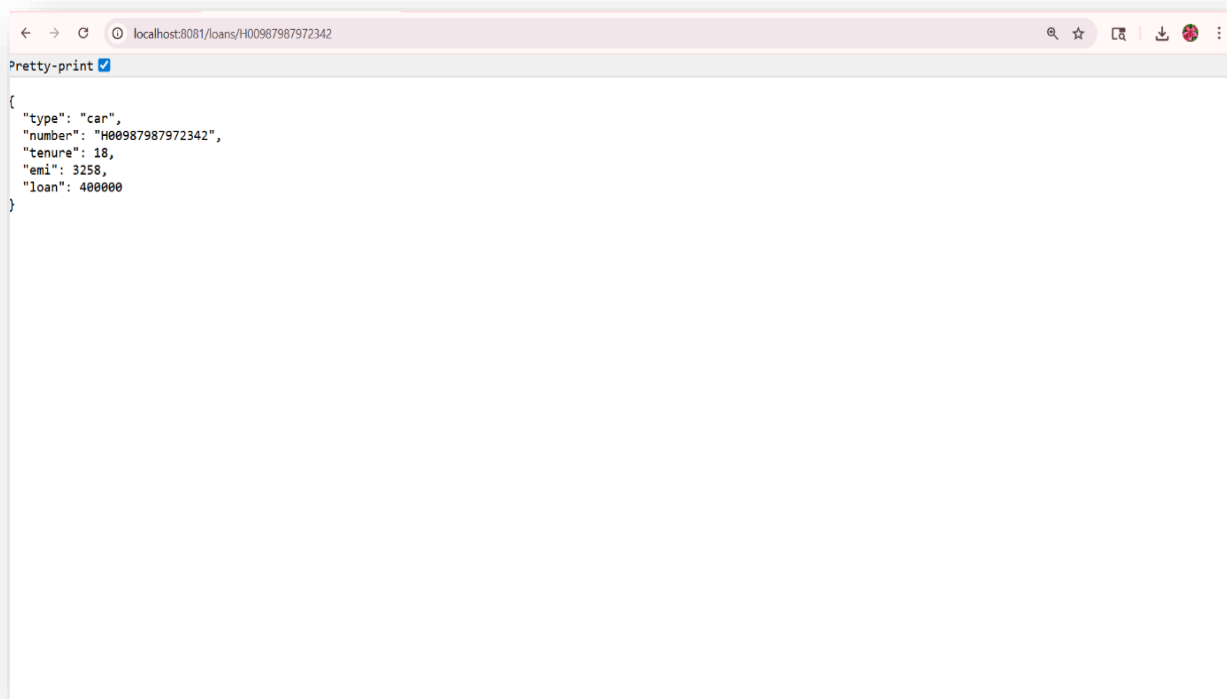 localhost:8081/loans/H00987987972342
Pretty-print
{
  "type": "car",
  "number": "H00987987972342",
  "tenure": 18,
  "emi": 3258,
  "loan": 400000
}